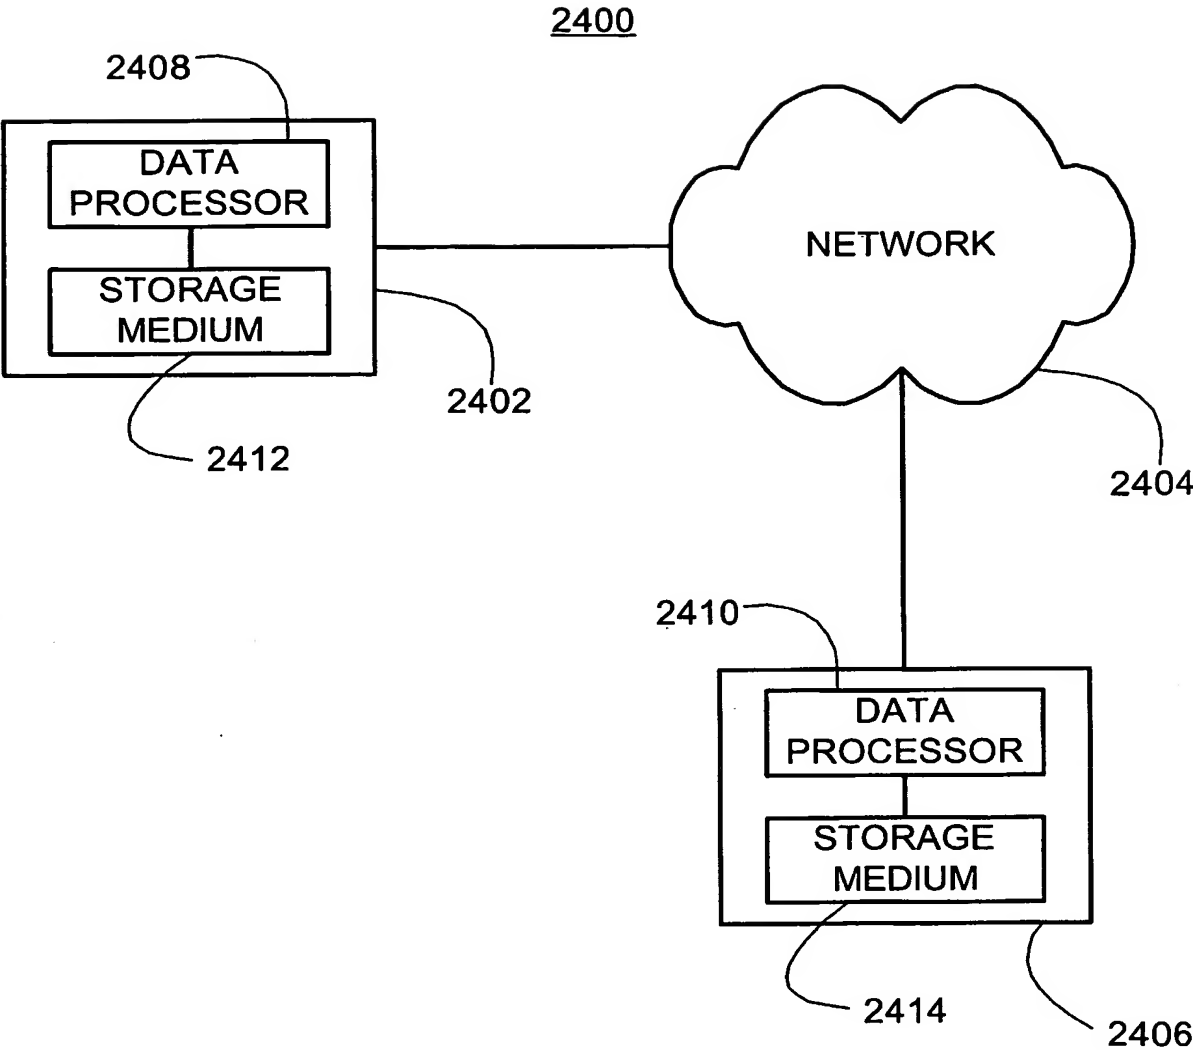 2400
2408
DATA
PROCESSOR
STORAGE
MEDIUM
NETWORK
2402
2412
2404
2410
DATA
PROCESSOR
STORAGE
MEDIUM
2414
2406